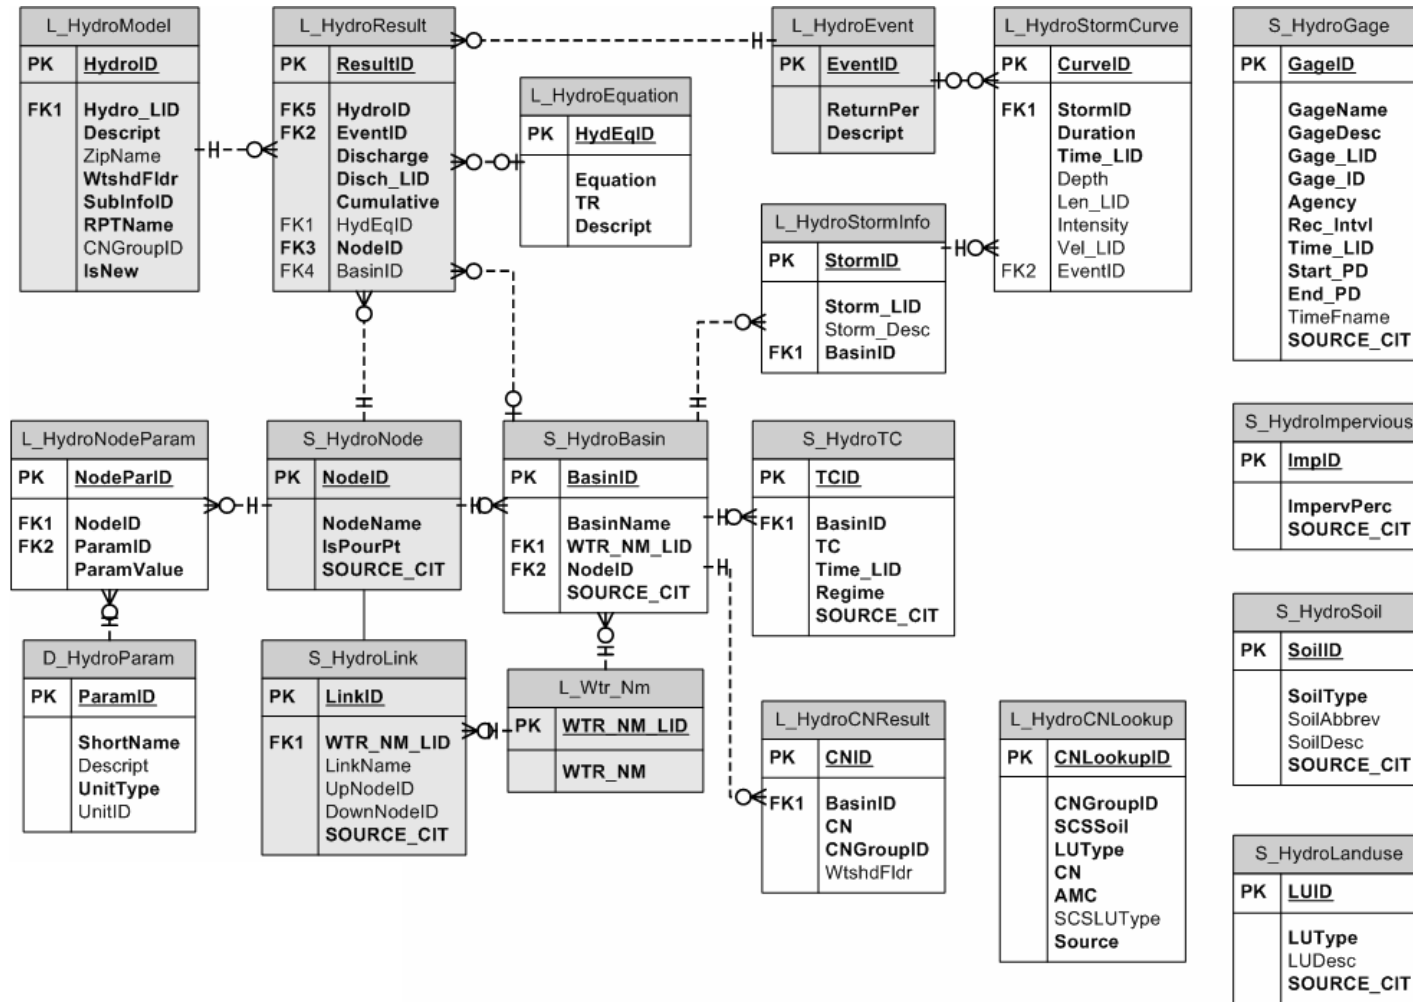 L_HydroModel
PK HydroID
FK1 Hydro_LID
Descript
ZipName
WtshdFldr
SubInfoID
RPTName
CNGroupID
IsNew
L_HydroResult
PK ResultID
FK5 HydroID
FK2 EventID
Discharge
Disch_LID
Cumulative
FK1 HydEqID
FK3 NodeID
FK4 BasinID
L_HydroEquation
PK HydEqID
Equation
TR
Descript
L_HydroEvent
PK EventID
ReturnPer
Descript
L_HydroStormCurve
PK CurveID
FK1 StormID
Duration
Time_LID
Depth
Len_LID
Intensity
Vel_LID
FK2 EventID
S_HydroGage
PK GageID
GageName
GageDesc
Gage_LID
Gage_ID
Agency
Rec_Intvl
Time_LID
Start_PD
End_PD
TimeFname
SOURCE_CIT
L_HydroStormInfo
PK StormID
Storm_LID
Storm_Desc
FK1 BasinID
L_HydroNodeParam
PK NodeParID
FK1 NodeID
FK2 ParamID
ParamValue
S_HydroNode
PK NodeID
NodeName
IsPourPt
SOURCE_CIT
S_HydroBasin
PK BasinID
BasinName
FK1 WTR_NM_LID
FK2 NodeID
SOURCE_CIT
S_HydroTC
PK TCID
FK1 BasinID
TC
Time_LID
Regime
SOURCE_CIT
S_HydroImpervious
PK ImpID
ImpervPerc
SOURCE_CIT
D_HydroParam
PK ParamID
ShortName
Descript
UnitType
UnitID
S_HydroLink
PK LinkID
FK1 WTR_NM_LID
LinkName
UpNodeID
DownNodeID
SOURCE_CIT
L_Wtr_Nm
PK WTR_NM_LID
WTR_NM
L_HydroCNResult
PK CNID
FK1 BasinID
CN
CNGroupID
WtshdFldr
L_HydroCNLookup
PK CNLookupID
CNGroupID
SCSSoil
LUType
CN
AMC
SCSLUType
Source
S_HydroSoil
PK SoilID
SoilType
SoilAbbrev
SoilDesc
SOURCE_CIT
S_HydroLanduse
PK LUID
LUType
LUDesc
SOURCE_CIT